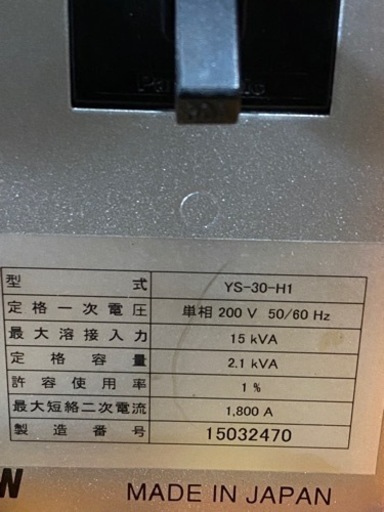 型式 YS-30-H1
定格一次電圧 単相 200 V 50/60 Hz
最大溶接入力 15 kVA
定格容量 2.1 kVA
許容使用率 1 %
最大短絡二次電流 1,800 A
製造番号 15032470
W MADE IN JAPAN